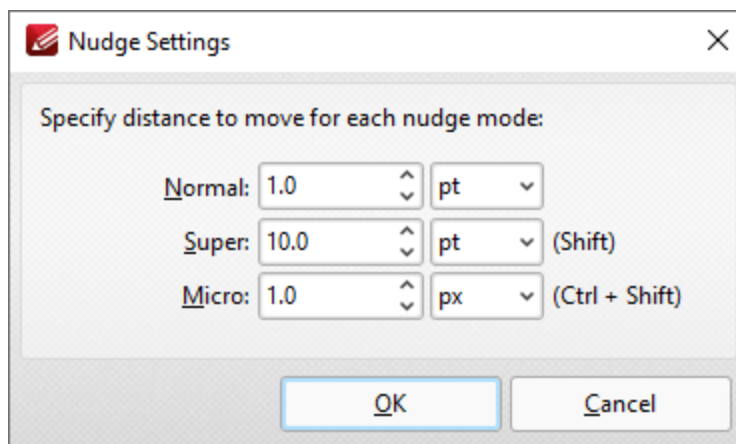 Nudge Settings
Specify distance to move for each nudge mode:
Normal: 1.0 pt
Super: 10.0 pt (Shift)
Micro: 1.0 px (Ctrl + Shift)
OK Cancel